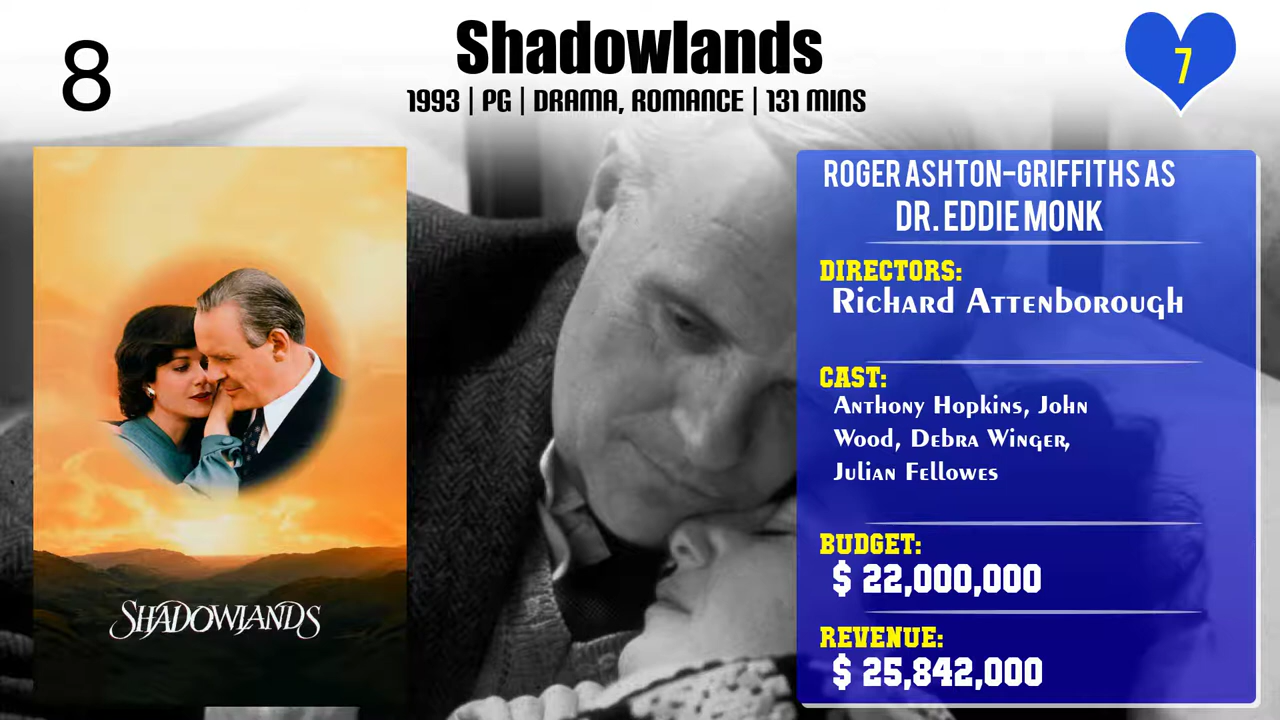 8
Shadowlands
1993 | PG | DRAMA, ROMANCE | 131 MINS
7
SHADOWLANDS
ROGER ASHTON-GRIFFITHS AS
DR. EDDIE MONK
DIRECTORS:
Richard Attenborough
CAST:
Anthony Hopkins, John
Wood, Debra Winger,
Julian Fellowes
BUDGET:
$ 22,000,000
REVENUE:
$ 25,842,000